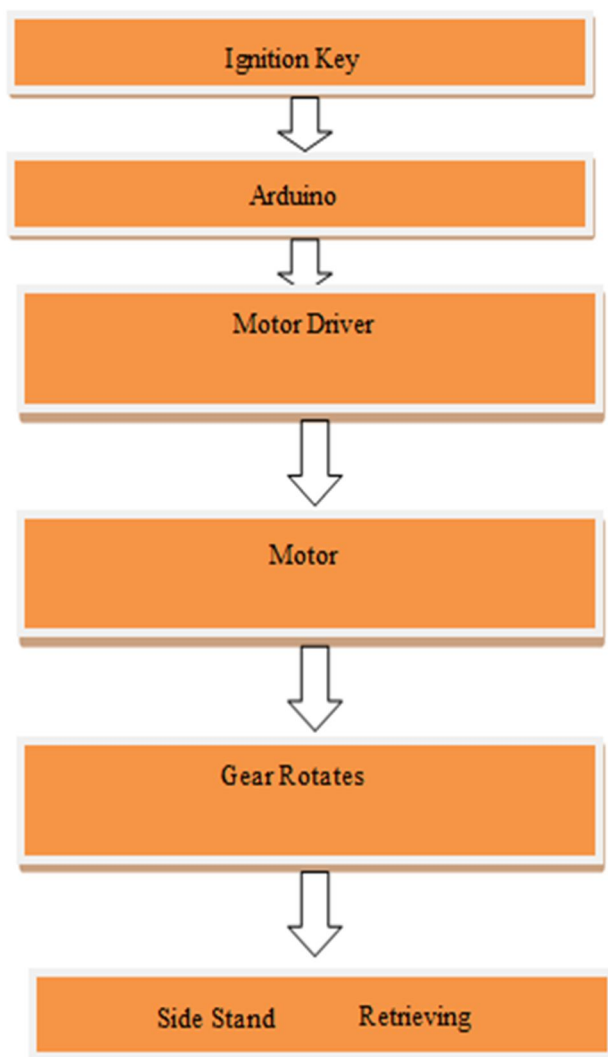 Ignition Key
Arduino
Motor Driver
Motor
Gear Rotates
Side Stand Retrieving